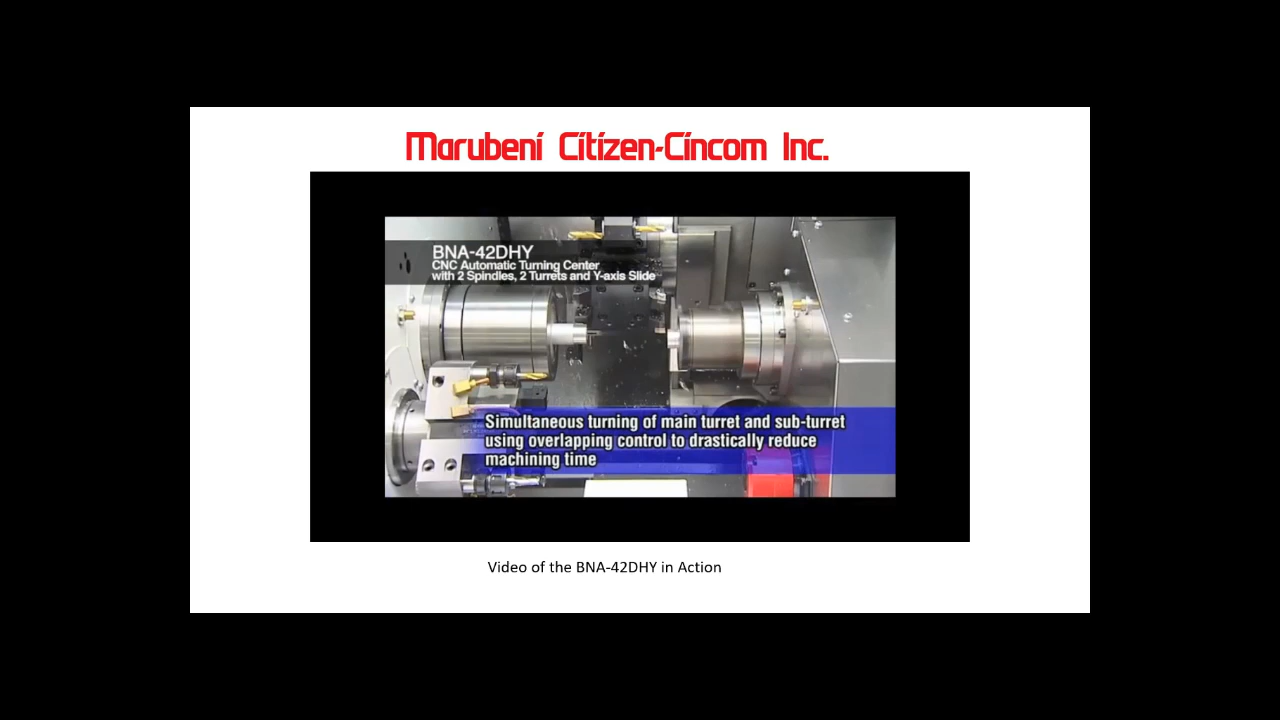 Marubeni Citizen-Cincom Inc.
BNA-42DHY
CNC Automatic Turning Center
with 2 Spindles, 2 Turrets and Y-axis Slide
Simultaneous turning of main turret and sub-turret
using overlapping control to drastically reduce
machining time
Video of the BNA-42DHY in Action